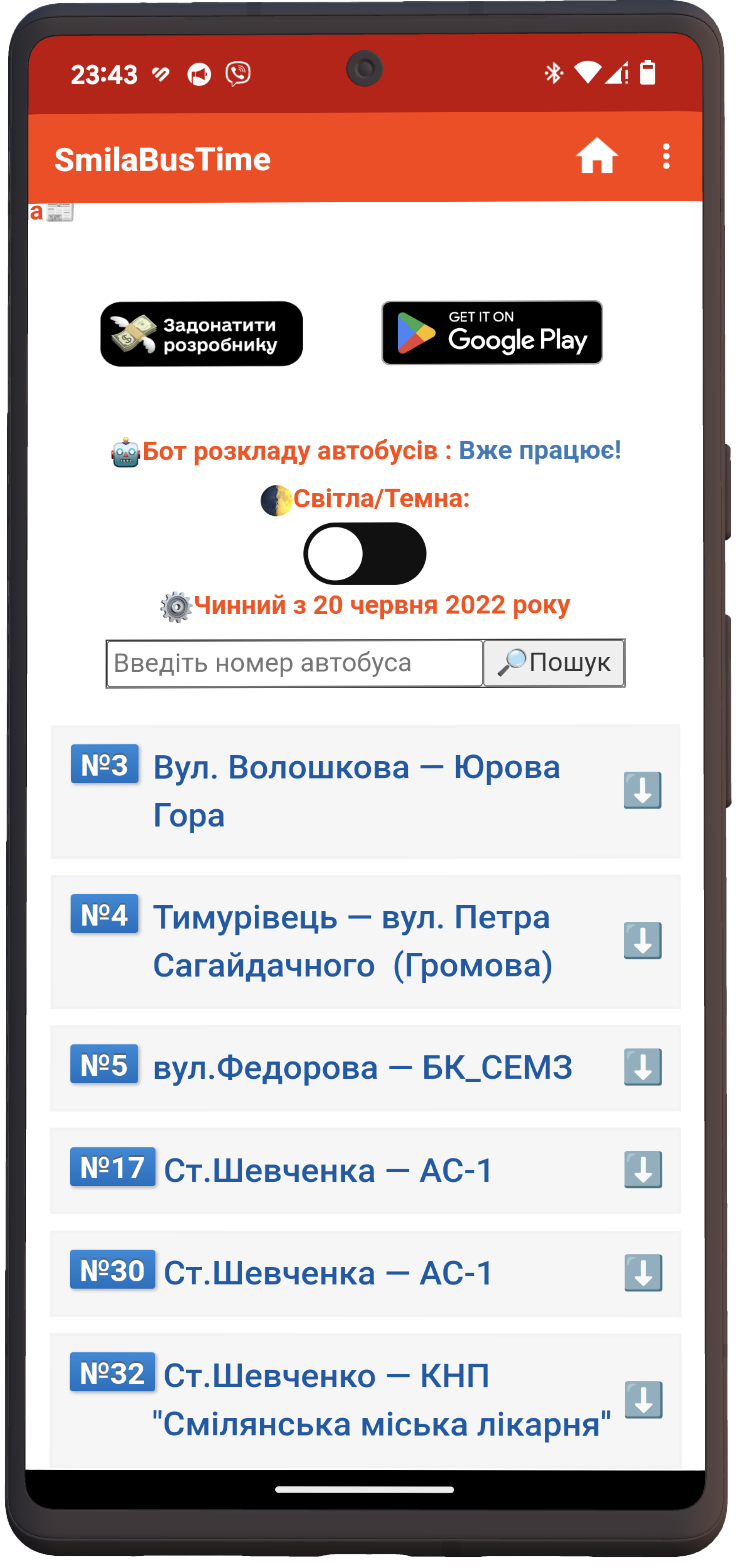 23:43
SmilaBusTime
а
Задонатити
розробнику
GET IT ON
Google Play
Бот розкладу автобусів : Вже працює!
Світла/Темна:
Чинний з 20 червня 2022 року
Введіть номер автобуса
Пошук
№3 Вул. Волошкова — Юрова
Гора
№4 Тимурівець — вул. Петра
Сагайдачного (Громова)
№5 вул.Федорова — БК_СЕМЗ
№17 Ст.Шевченка — АС-1
№30 Ст.Шевченка — АС-1
№32 Ст.Шевченко — КНП
"Смілянська міська лікарня"